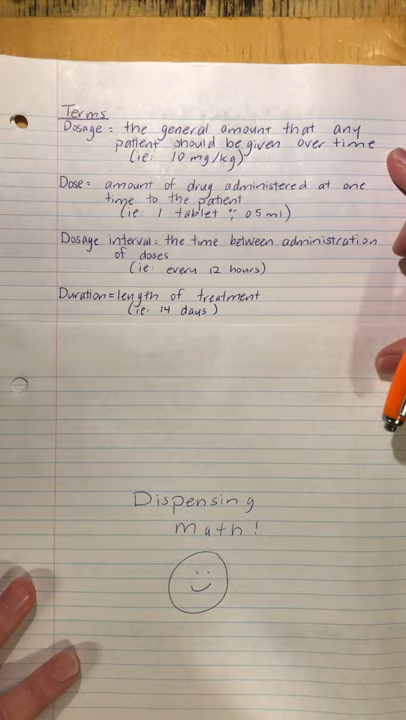 Terms
Dosage = the general amount that any
patient should be given over time
(ie: 10 mg/kg)
Dose = amount of drug administered at one
time to the patient
(ie: 1 tablet ; 0.5 ml)
Dosage interval: the time between administration
of doses
(ie: every 12 hours)
Duration = length of treatment
(ie: 14 days)
Dispensing
Math!